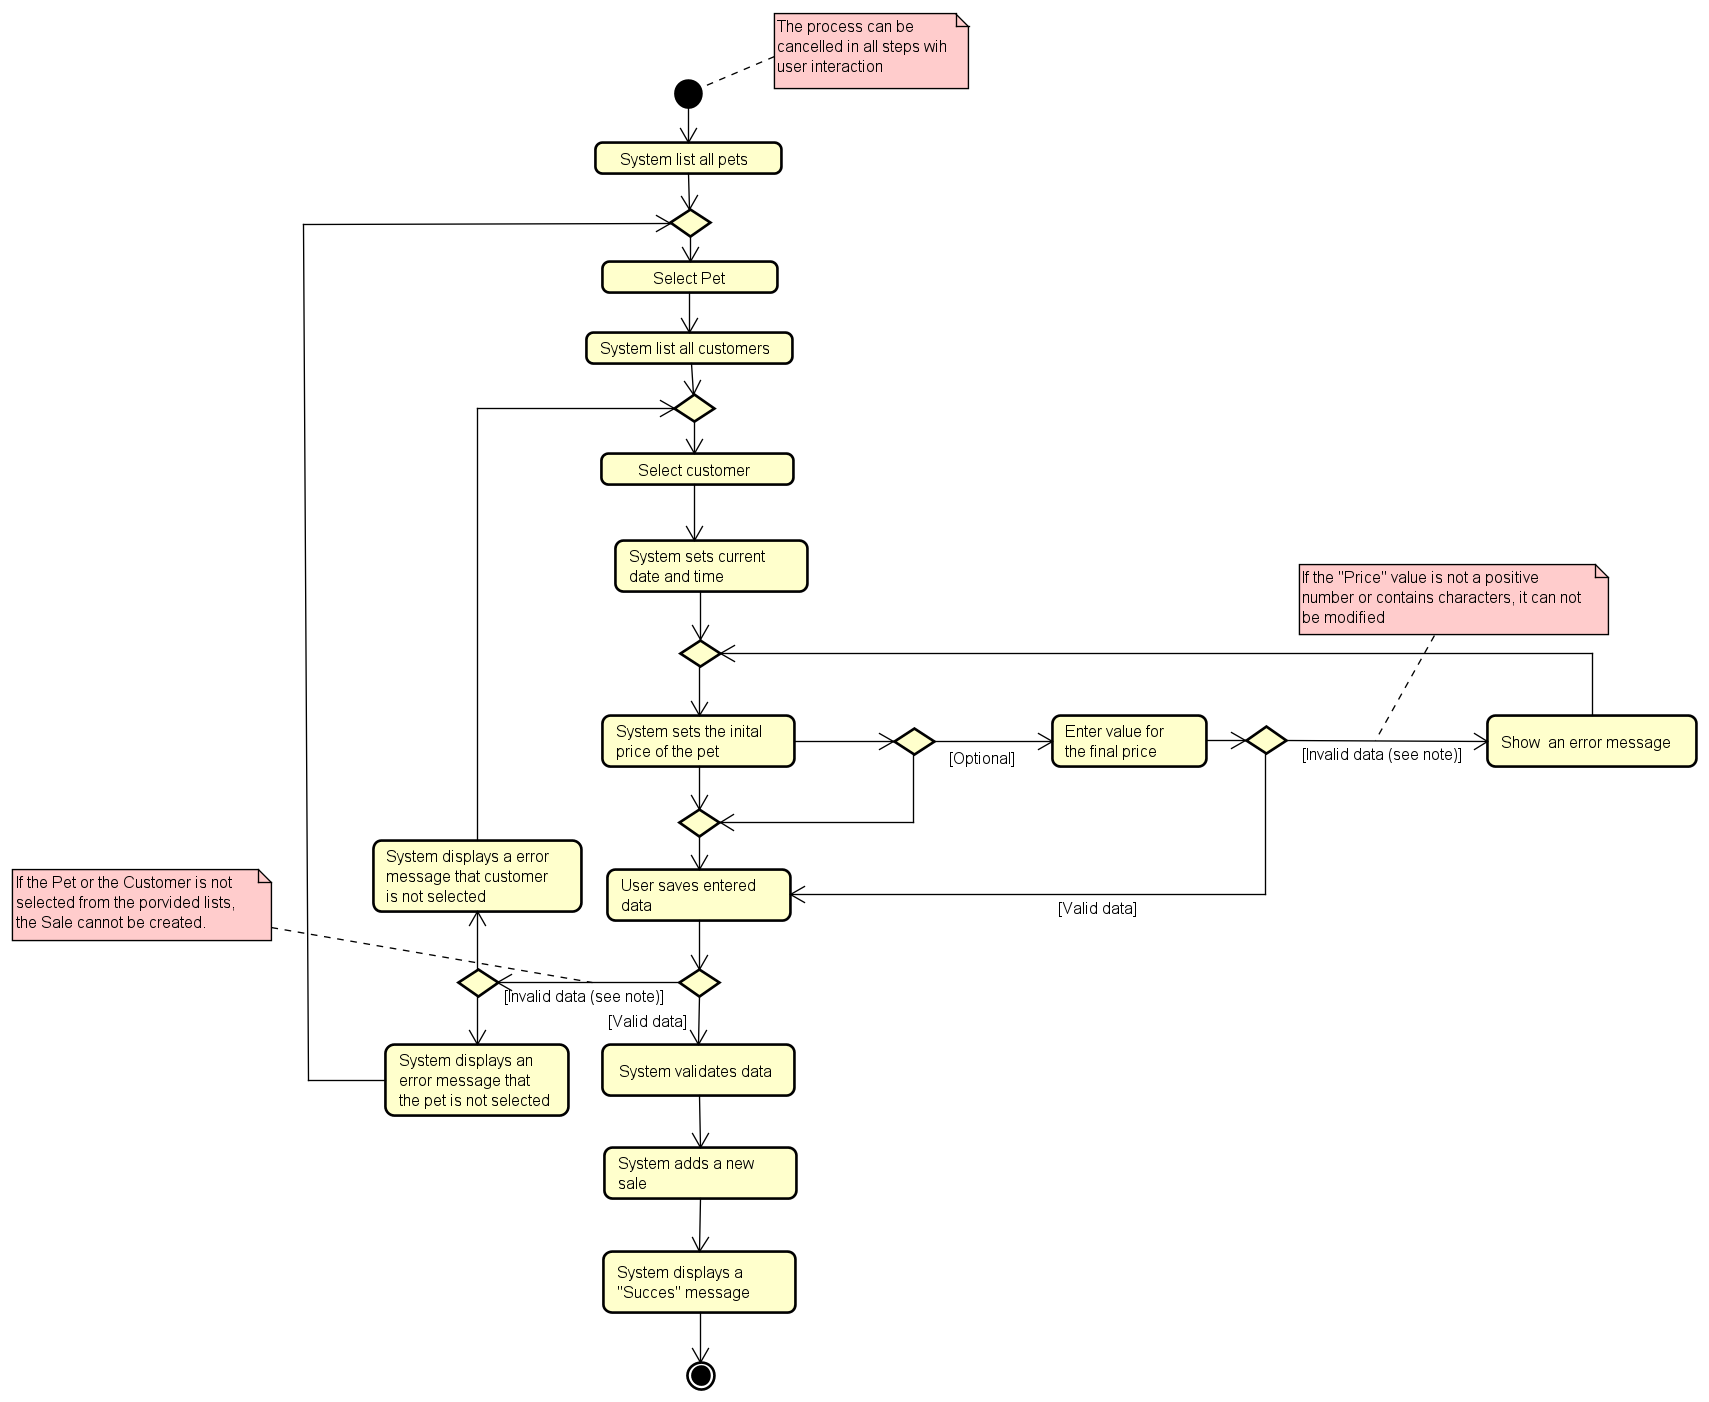 The process can be
cancelled in all steps wih
user interaction
System list all pets
Select Pet
System list all customers
Select customer
System sets current
date and time
If the "Price" value is not a positive
number or contains characters, it can not
be modified
System sets the inital
price of the pet
[Optional]
Enter value for
the final price
[Invalid data (see note)]
Show  an error message
System displays a error
message that customer
is not selected
If the Pet or the Customer is not
selected from the porvided lists,
the Sale cannot be created.
User saves entered
data
[Valid data]
[Invalid data (see note)]
[Valid data]
System displays an
error message that
the pet is not selected
System validates data
System adds a new
sale
System displays a
"Succes" message